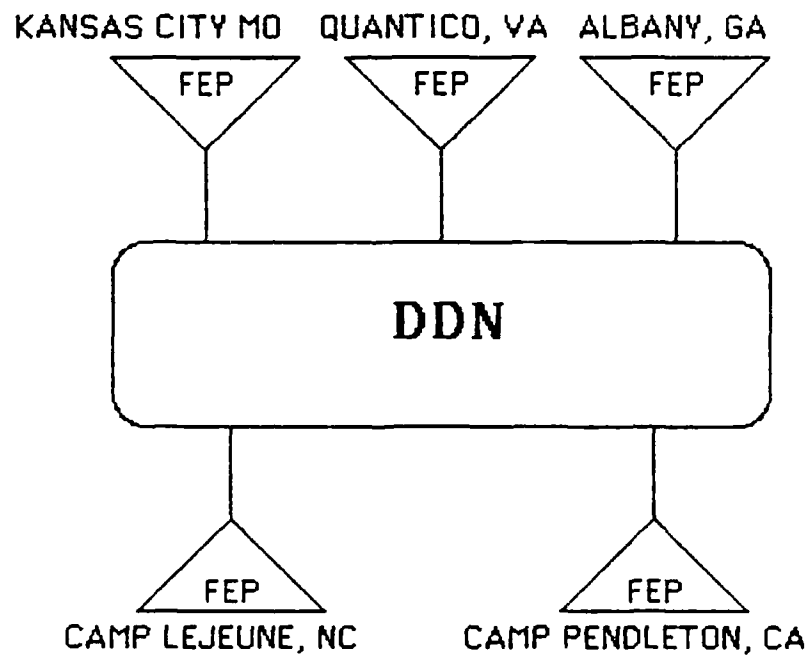 KANSAS CITY MO QUANTICO, VA ALBANY, GA
FEP FEP FEP
DDN
FEP FEP
CAMP LEJEUNE, NC CAMP PENDLETON, CA